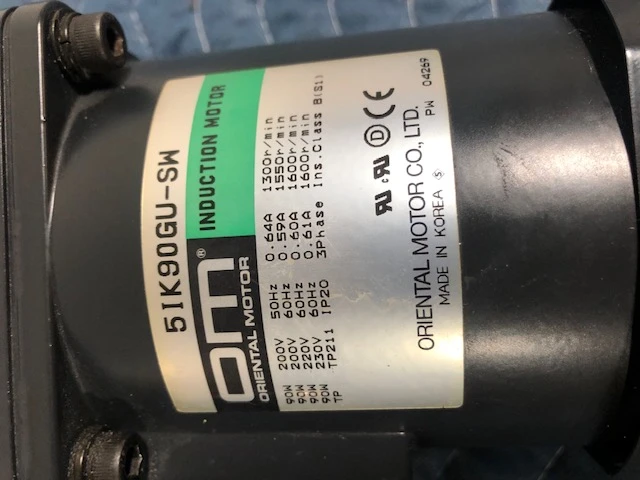 5IK90GU-SW
om®
ORIENTAL MOTOR
INDUCTION MOTOR
90W 200V 50Hz 0.64A 1300r/min
90W 200V 60Hz 0.59A 1550r/min
90W 220V 60Hz 0.60A 1600r/min
90W 230V 60Hz 0.61A 1600r/min
TP TP211 IP20 3Phase Ins.Class B(S1)
ORIENTAL MOTOR CO.,LTD.
MADE IN KOREA S
PW 04269